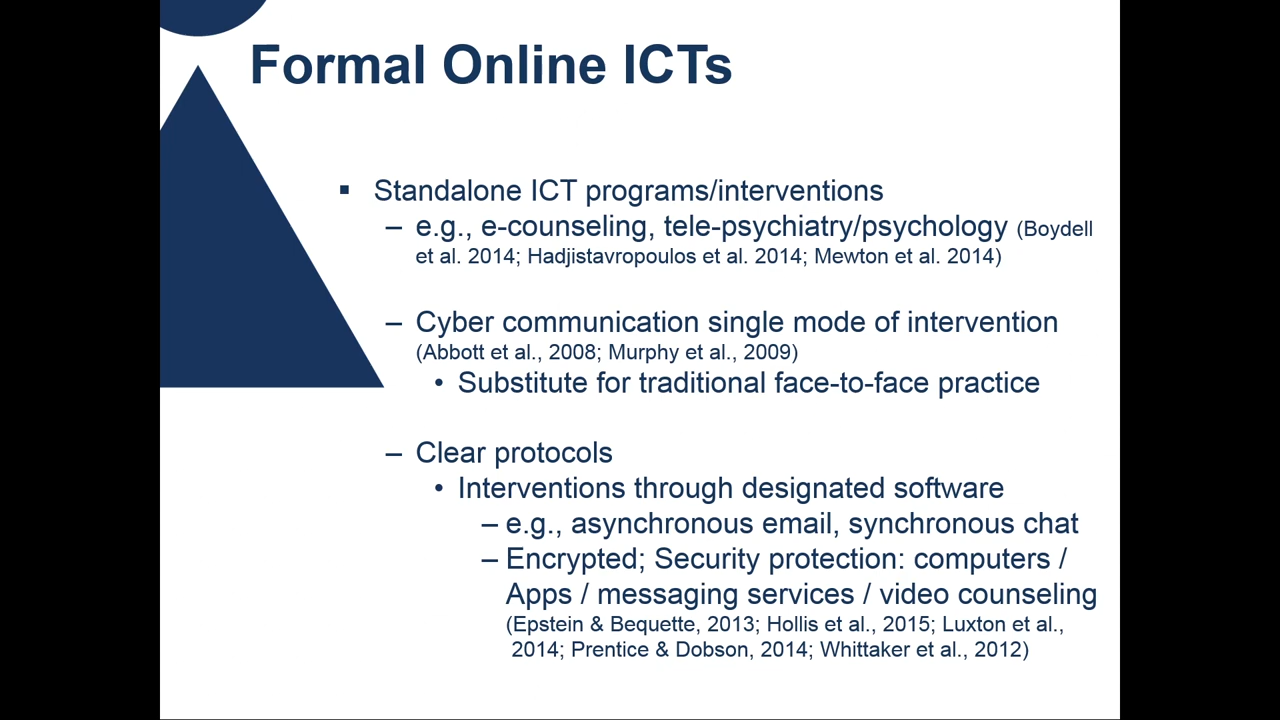 Formal Online ICTs
▪ Standalone ICT programs/interventions
– e.g., e-counseling, tele-psychiatry/psychology (Boydell
et al. 2014; Hadjistavropoulos et al. 2014; Mewton et al. 2014)
– Cyber communication single mode of intervention
(Abbott et al., 2008; Murphy et al., 2009)
• Substitute for traditional face-to-face practice
– Clear protocols
• Interventions through designated software
– e.g., asynchronous email, synchronous chat
– Encrypted; Security protection: computers /
Apps / messaging services / video counseling
(Epstein & Bequette, 2013; Hollis et al., 2015; Luxton et al.,
2014; Prentice & Dobson, 2014; Whittaker et al., 2012)